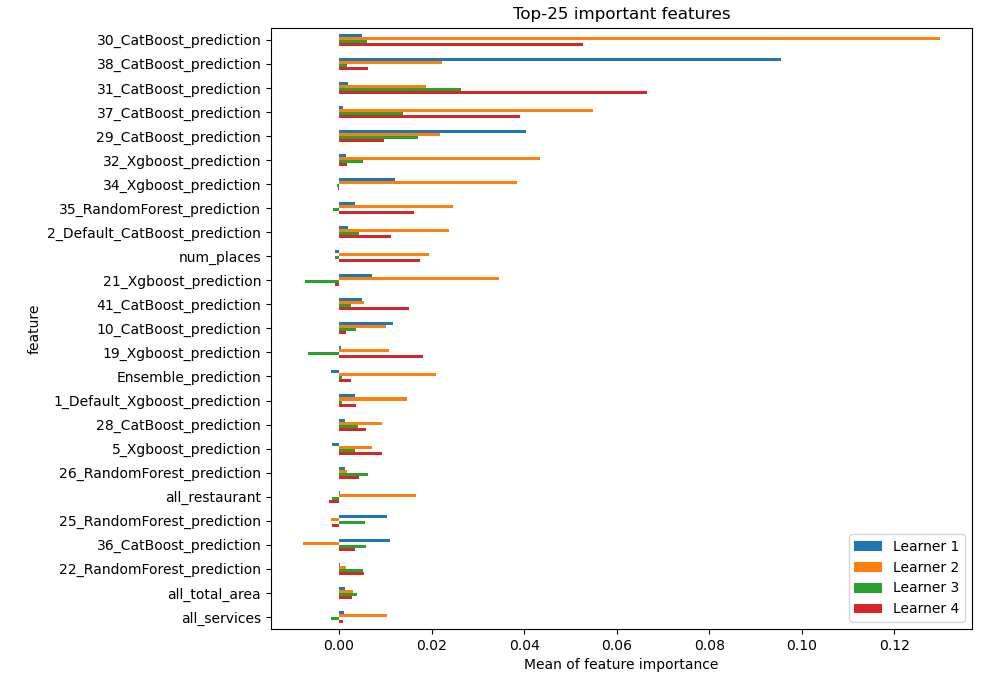 Top-25 important features
30_CatBoost_prediction
38_CatBoost_prediction
31_CatBoost_prediction
37_CatBoost_prediction
29_CatBoost_prediction
32_Xgboost_prediction
34_Xgboost_prediction
35_RandomForest_prediction
2_Default_CatBoost_prediction
num_places
21_Xgboost_prediction
41_CatBoost_prediction
10_CatBoost_prediction
19_Xgboost_prediction
Ensemble_prediction
1_Default_Xgboost_prediction
28_CatBoost_prediction
5_Xgboost_prediction
26_RandomForest_prediction
all_restaurant
25_RandomForest_prediction
36_CatBoost_prediction
22_RandomForest_prediction
all_total_area
all_services
feature
Learner 1
Learner 2
Learner 3
Learner 4
0.00 0.02 0.04 0.06 0.08 0.10 0.12
Mean of feature importance